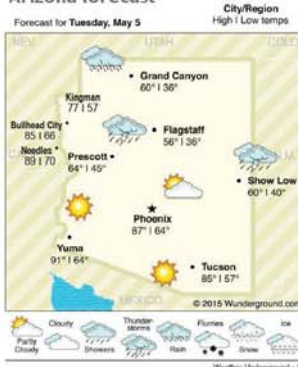 Arizona forecast
City/Region
High | Low temps
Forecast for Tuesday, May 5
NEV.
UTAH
COLO.
Grand Canyon
60° | 36°
Kingman
77 | 57
Bullhead City
85 | 66
Flagstaff
56° | 36°
Needles
89 | 70
Prescott
64° | 45°
N.M.
Show Low
60° | 40°
Phoenix
87° | 64°
Yuma
91° | 64°
Tucson
85° | 57°
MEXICO
© 2015 Wunderground.com
Partly Cloudy
Cloudy
Showers
Thunder-
storms
Rain
Flurries
Snow
Ice
Weather Underground